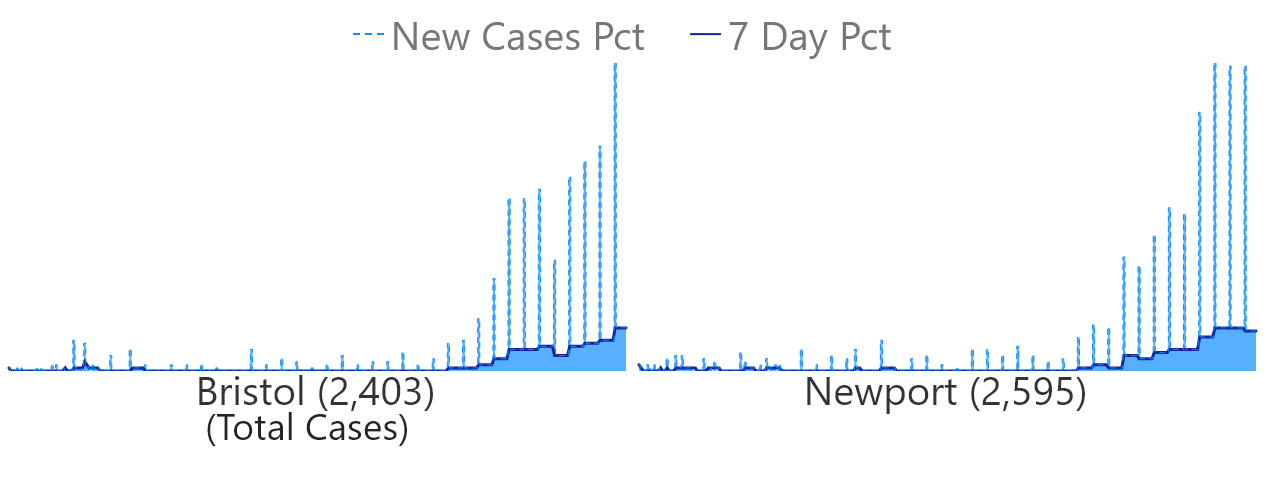 New Cases Pct 7 Day Pct
Bristol (2,403) Newport (2,595)
(Total Cases)